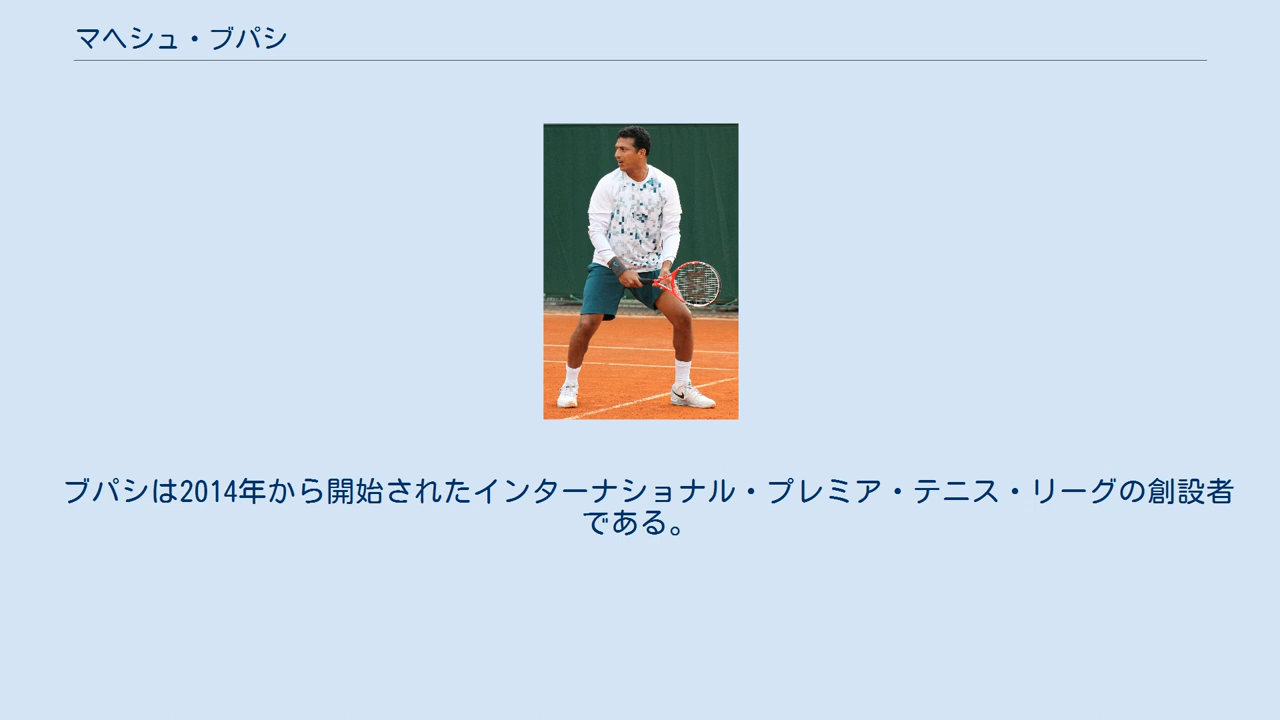 マヘシュ・ブパシ
ブパシは2014年から開始されたインターナショナル・プレミア・テニス・リーグの創設者
である。